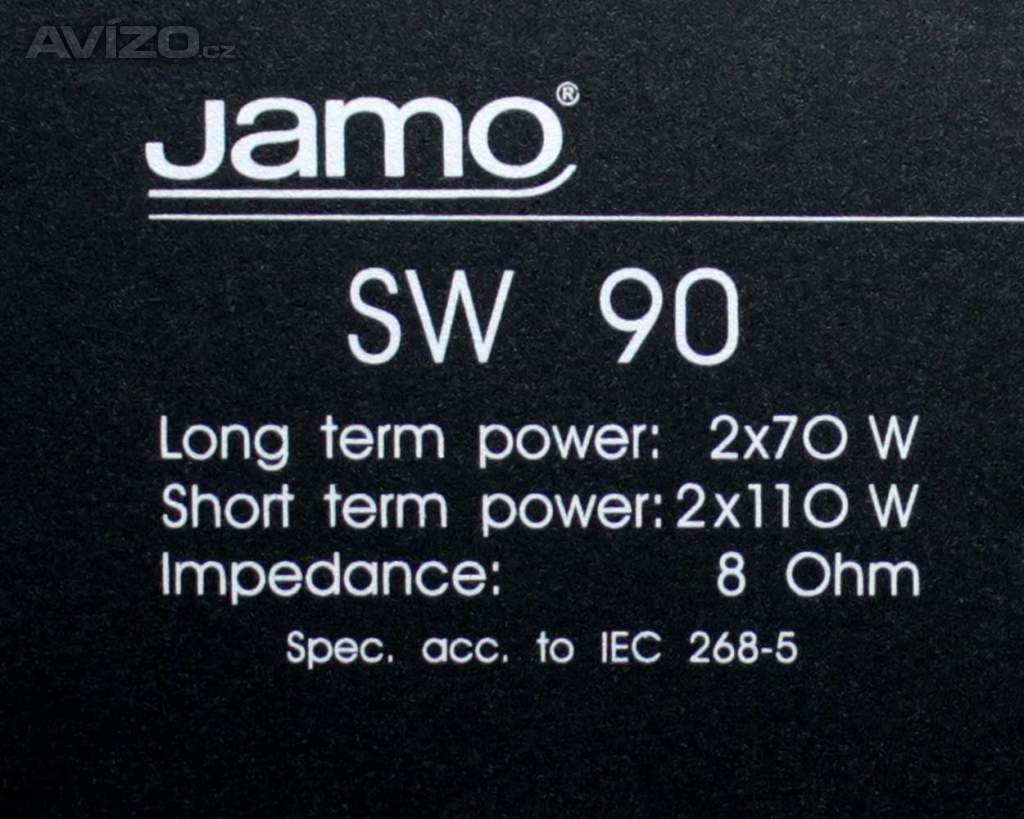 AVÍZO.cz
Jamo®
SW 90
Long term power: 2x70 W
Short term power: 2x110 W
Impedance: 8 Ohm
Spec. acc. to IEC 268-5